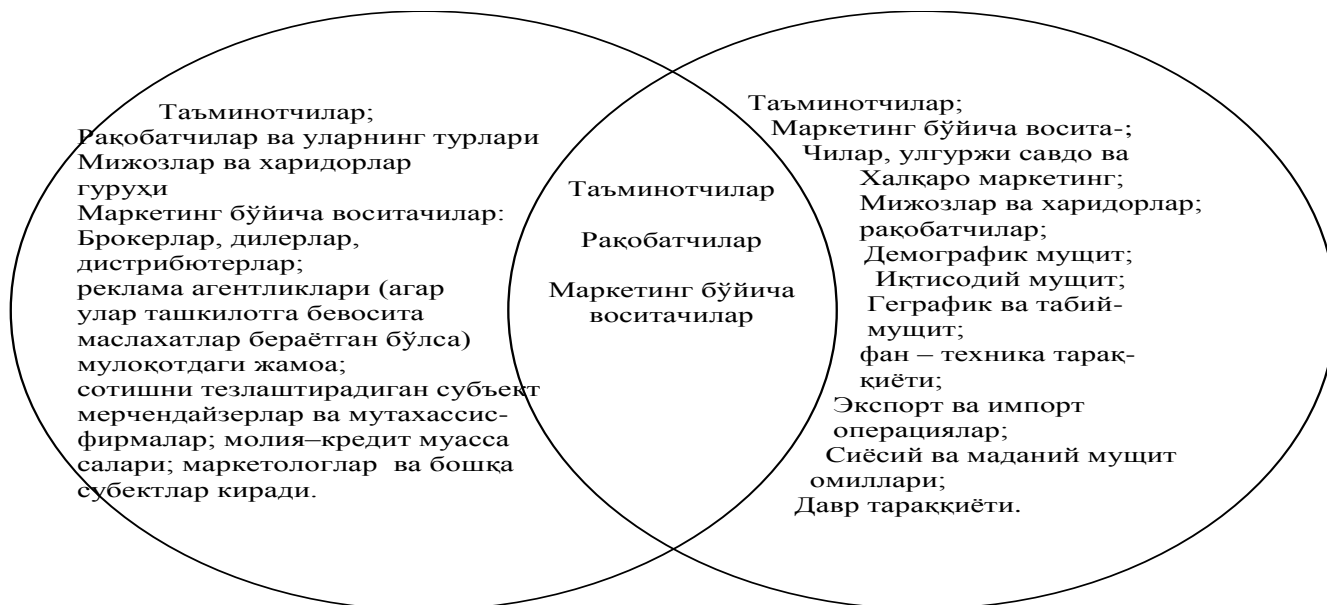 Таъминотчилар;
Рақобатчилар ва уларнинг турлари
Мижозлар ва харидорлар
гуруҳи
Маркетинг бўйича воситачилар:
Брокерлар, дилерлар,
дистрибютерлар;
реклама агентликлари (агар
улар ташкилотга бевосита
маслахатлар бераётган бўлса)
мулоқотдаги жамоа;
сотишни тезлаштирадиган субъект
мерчендайзерлар ва мутахассис-
фирмалар; молия–кредит муасса
салари; маркетологлар ва бошқа
субектлар киради.
Таъминотчилар
Рақобатчилар
Маркетинг бўйича
воситачилар
Таъминотчилар;
Маркетинг бўйича восита-;
Чилар, улгуржи савдо ва
Халқаро маркетинг;
Мижозлар ва харидорлар;
рақобатчилар;
Демографик мущит;
Иқтисодий мущит;
Геграфик ва табий-
мущит;
фан – техника тарақ-
қиёти;
Экспорт ва импорт
операциялар;
Сиёсий ва маданий мущит
омиллари;
Давр тараққиёти.